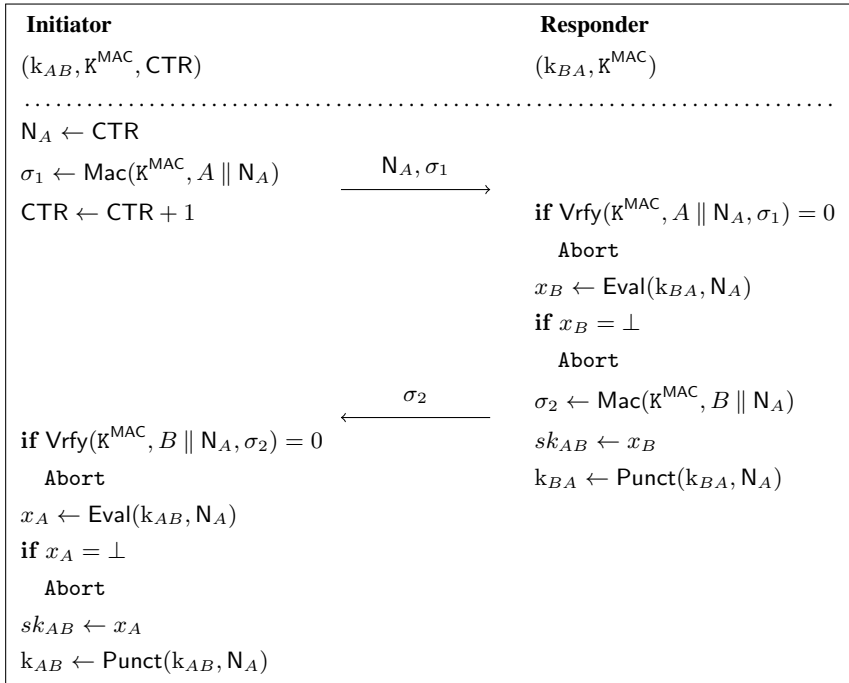 Initiator Responder
(k_{AB}, K^{MAC}, CTR) (k_{BA}, K^{MAC})
N_A ← CTR
σ_1 ← Mac(K^{MAC}, A ∥ N_A) N_A, σ_1
CTR ← CTR + 1 if Vrfy(K^{MAC}, A ∥ N_A, σ_1) = 0
Abort
x_B ← Eval(k_{BA}, N_A)
if x_B = ⊥
Abort
σ_2 σ_2 ← Mac(K^{MAC}, B ∥ N_A)
if Vrfy(K^{MAC}, B ∥ N_A, σ_2) = 0 sk_{AB} ← x_B
Abort k_{BA} ← Punct(k_{BA}, N_A)
x_A ← Eval(k_{AB}, N_A)
if x_A = ⊥
Abort
sk_{AB} ← x_A
k_{AB} ← Punct(k_{AB}, N_A)